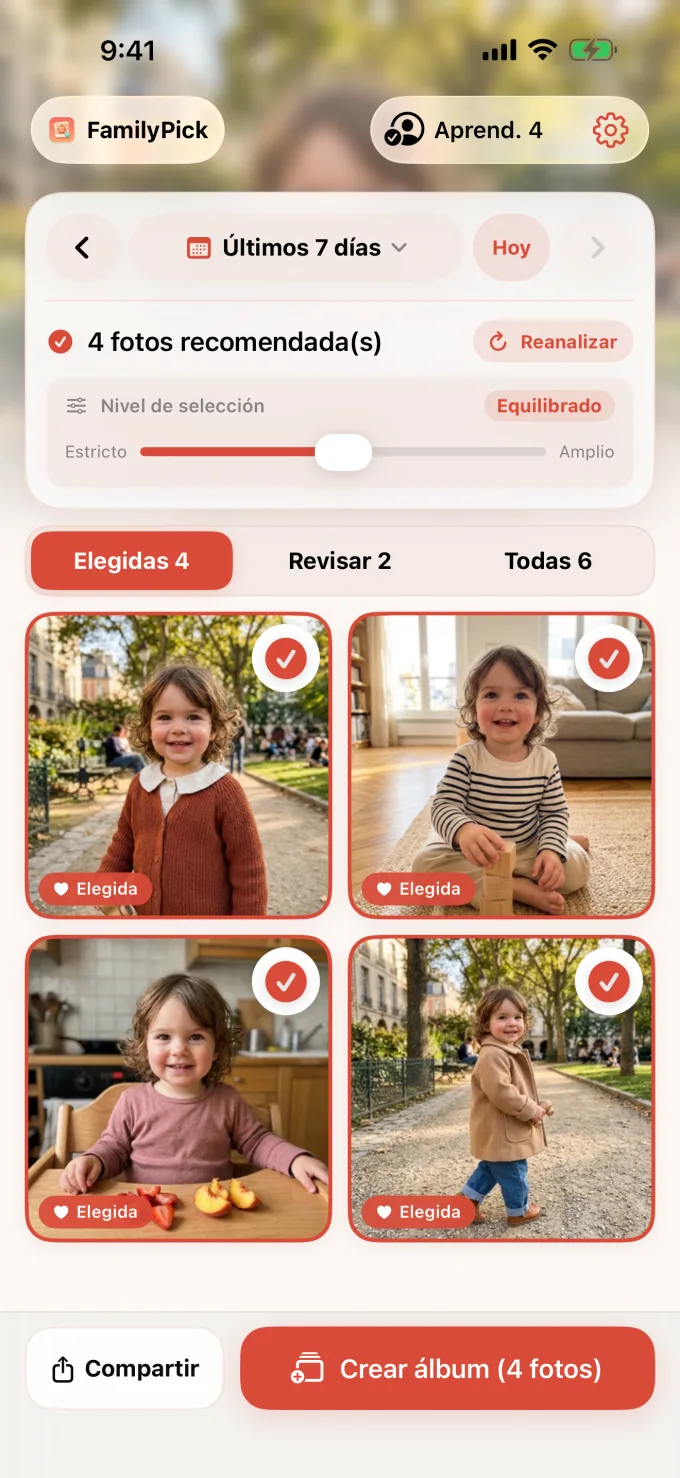 9:41
FamilyPick
Aprend. 4
Últimos 7 días
Hoy
4 fotos recomendada(s)
Reanalizar
Nivel de selección
Equilibrado
Estricto
Amplio
Elegidas 4
Revisar 2
Todas 6
Elegida
Elegida
Elegida
Elegida
Compartir
Crear álbum (4 fotos)